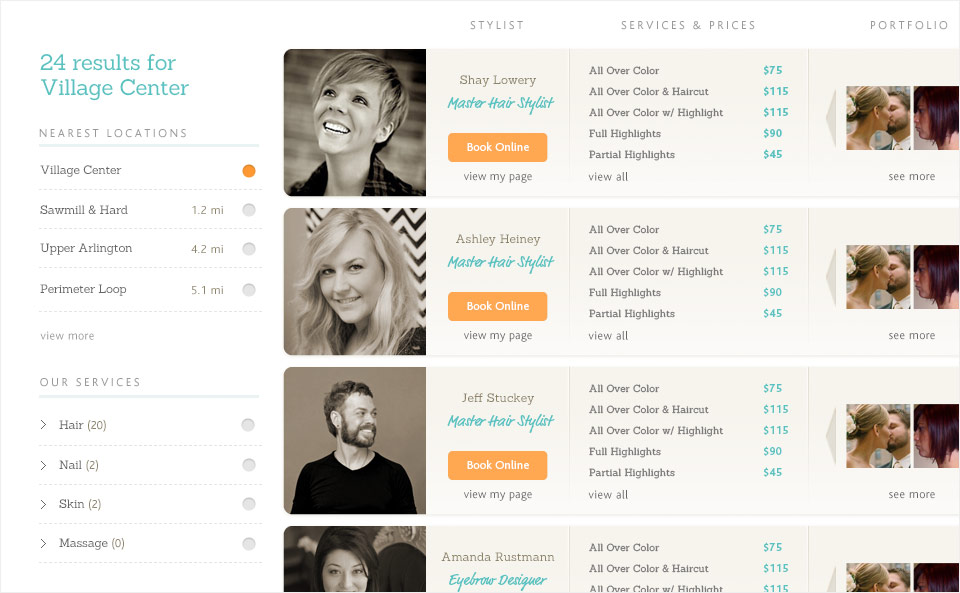 STYLIST
SERVICES & PRICES
PORTFOLIO
24 results for
Village Center
NEAREST LOCATIONS
Village Center
Sawmill & Hard 1.2 mi
Upper Arlington 4.2 mi
Perimeter Loop 5.1 mi
view more
OUR SERVICES
Hair (20)
Nail (2)
Skin (2)
Massage (0)
Shay Lowery
Master Hair Stylist
Book Online
view my page
All Over Color $75
All Over Color & Haircut $115
All Over Color w/ Highlight $115
Full Highlights $90
Partial Highlights $45
view all
see more
Ashley Heiney
Master Hair Stylist
Book Online
view my page
All Over Color $75
All Over Color & Haircut $115
All Over Color w/ Highlight $115
Full Highlights $90
Partial Highlights $45
view all
see more
Jeff Stuckey
Master Hair Stylist
Book Online
view my page
All Over Color $75
All Over Color & Haircut $115
All Over Color w/ Highlight $115
Full Highlights $90
Partial Highlights $45
view all
see more
Amanda Rustmann
Eyebrow Designer
All Over Color $75
All Over Color & Haircut $115
All Over Color w/ Highlight $115